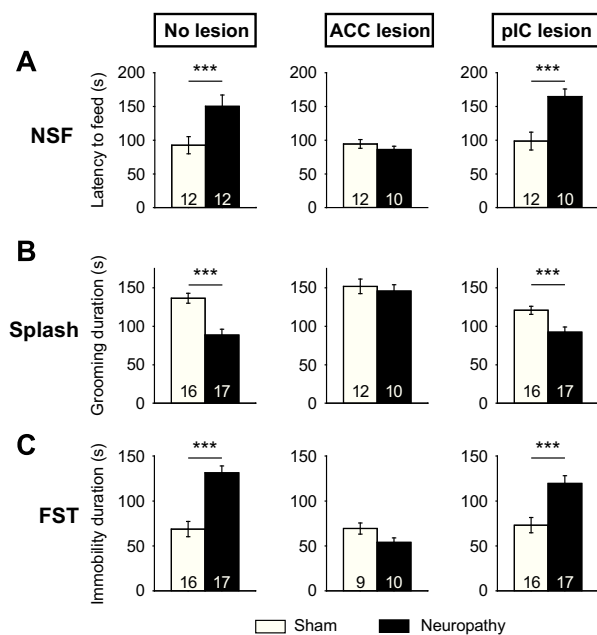 No lesion ACC lesion pIC lesion
A
NSF
Latency to feed (s)
200 200 200
*** ***
150 150 150
100 100 100
50 50 50
12 12 12 10 12 10
0 0 0
B
Splash
Grooming duration (s)
*** ***
150 150 150
100 100 100
50 50 50
16 17 12 10 16 17
0 0 0
C
FST
Immobility duration (s)
150 *** 150 150 ***
100 100 100
50 50 50
16 17 9 10 16 17
0 0 0
Sham Neuropathy